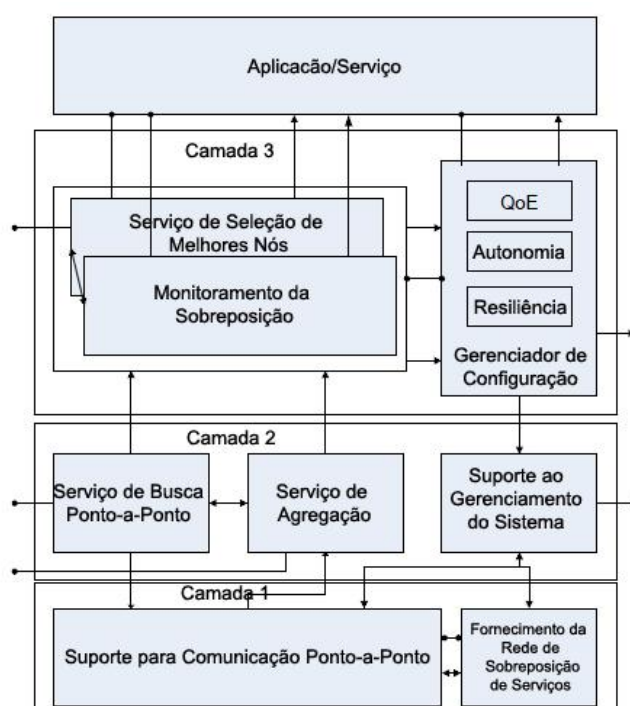 Aplicacão/Serviço
Camada 3
Serviço de Seleção de
Melhores Nós
Monitoramento da
Sobreposição
QoE
Autonomia
Resiliência
Gerenciador de
Configuração
Camada 2
Serviço de Busca
Ponto-a-Ponto
Serviço de
Agregação
Suporte ao
Gerenciamento
do Sistema
Camada 1
Suporte para Comunicação Ponto-a-Ponto
Fornecimento da
Rede de
Sobreposição
de Serviços